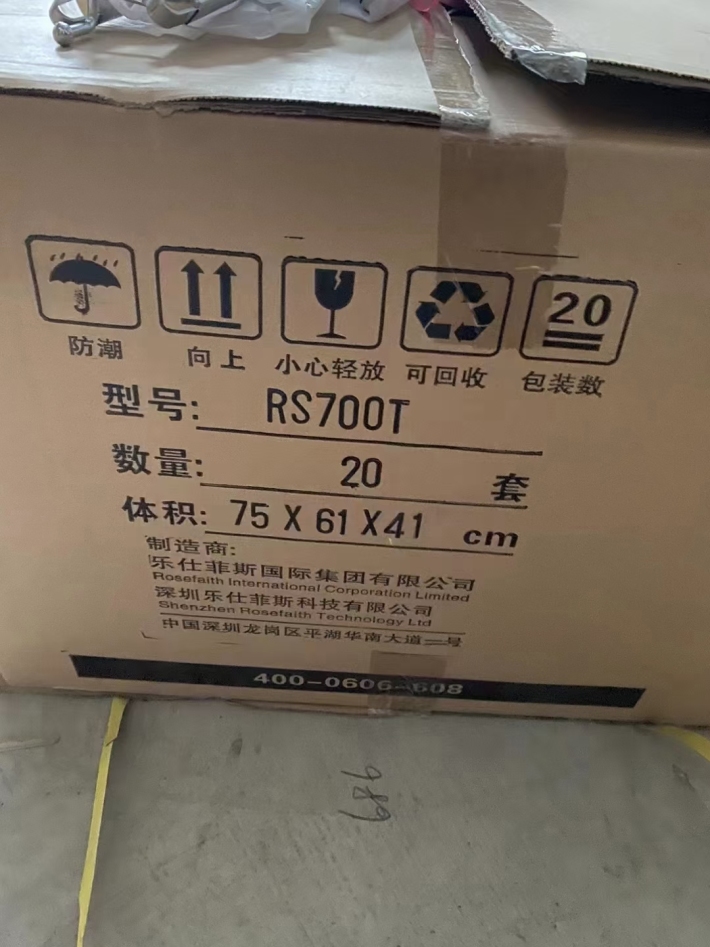 20
防潮 向上 小心轻放 可回收 包装数
型号: RS700T
数量: 20 套
体积: 75 X 61 X 41 cm
制造商:
乐仕菲斯国际集团有限公司
Rosefaith International Corporation Limited
深圳乐仕菲斯科技有限公司
Shenzhen Rosefaith Technology Ltd
中国深圳龙岗区平湖华南大道一号
400-0606-608
989